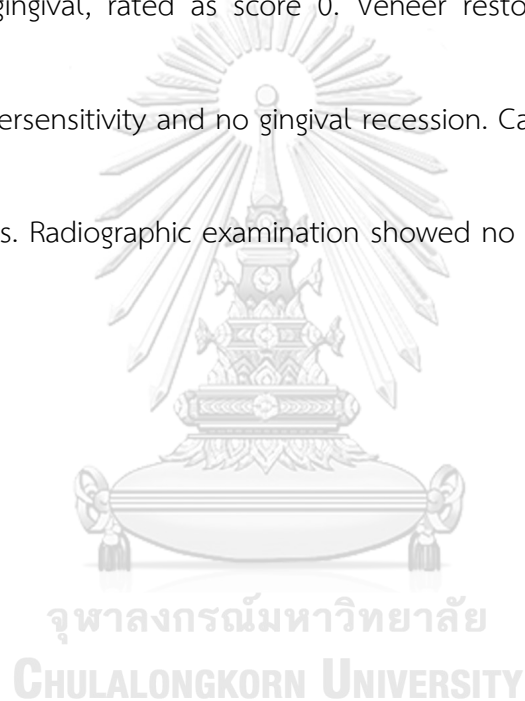 gingival, rated as score 0. Veneer resto
ersensitivity and no gingival recession. Ca
s. Radiographic examination showed no
จุฬาลงกรณ์มหาวิทยาลัย
CHULALONGKORN UNIVERSITY